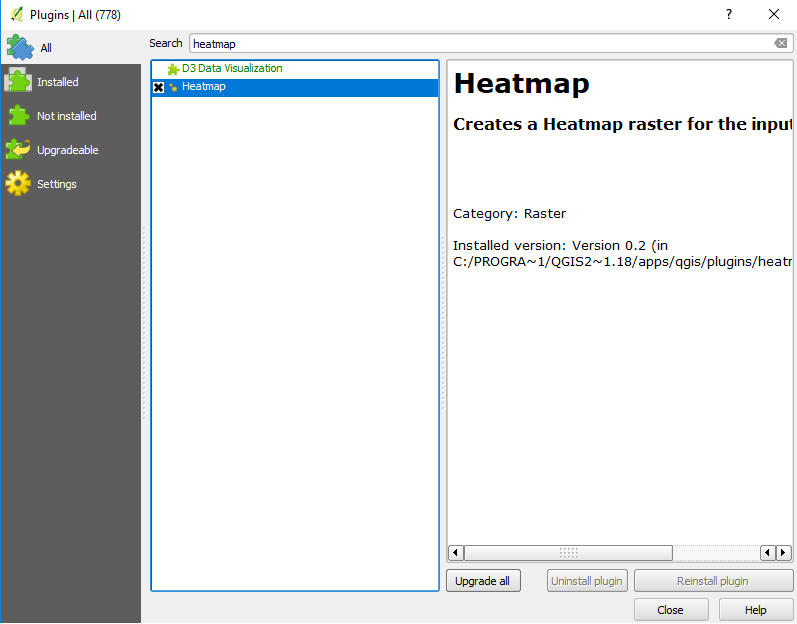 Plugins | All (778)
?
All
Installed
Not installed
Upgradeable
Settings
Search heatmap
D3 Data Visualization
Heatmap
Heatmap
Creates a Heatmap raster for the input
Category: Raster
Installed version: Version 0.2 (in
C:/PROGRA~1/QGIS2~1.18/apps/qgis/plugins/heatm
Upgrade all
Uninstall plugin
Reinstall plugin
Close
Help